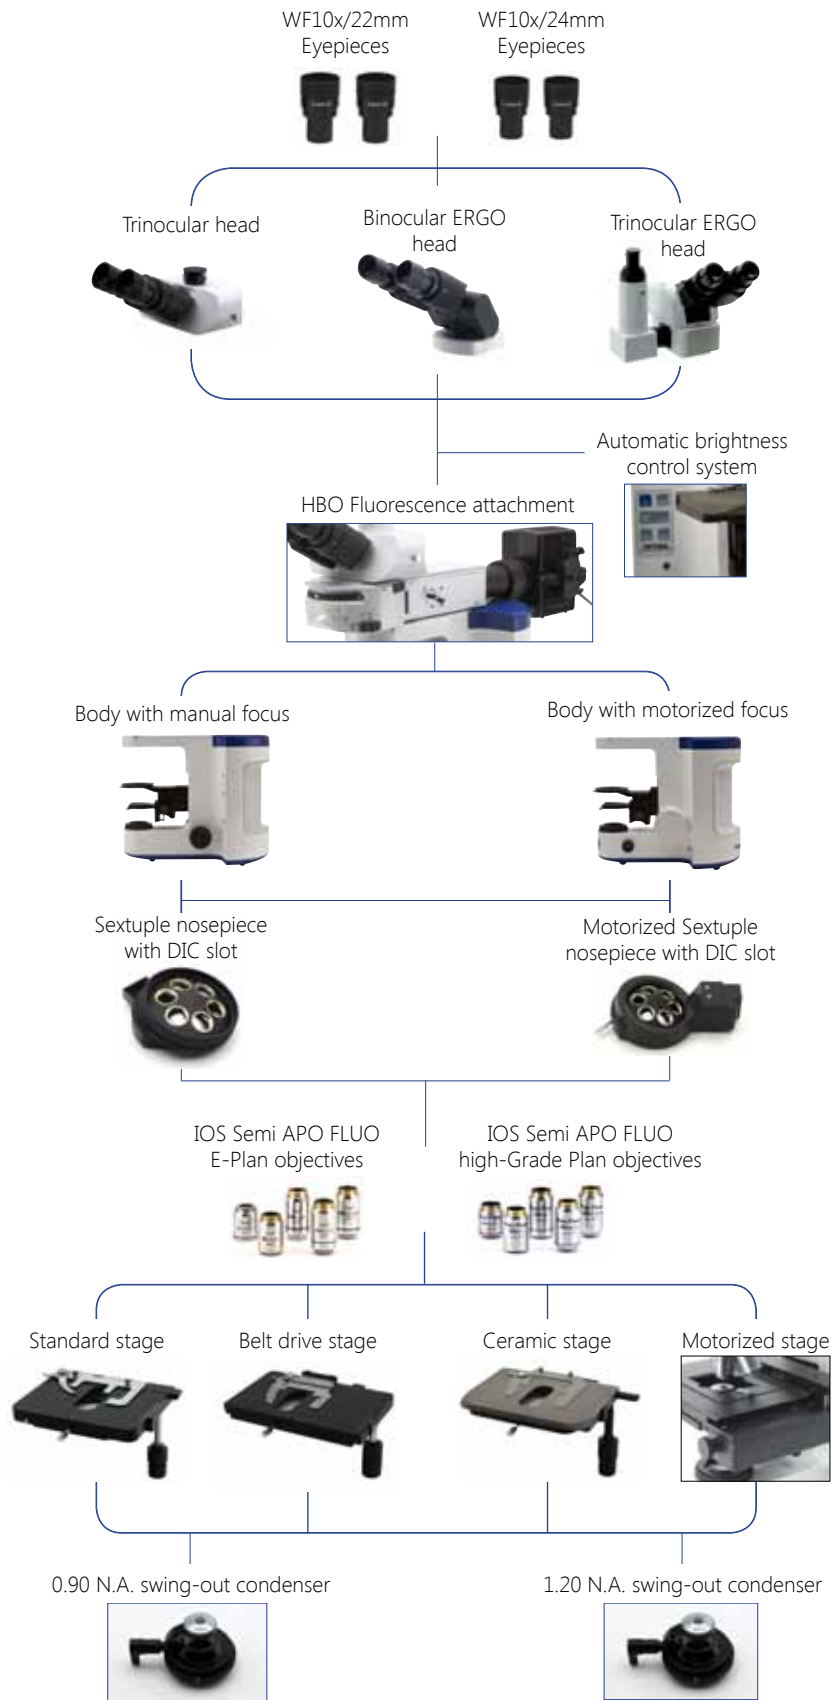 WF10x/22mm
Eyepieces
WF10x/24mm
Eyepieces
Trinocular head
Binocular ERGO
head
Trinocular ERGO
head
Automatic brightness
control system
HBO Fluorescence attachment
Body with manual focus
Body with motorized focus
Sextuple nosepiece
with DIC slot
Motorized Sextuple
nosepiece with DIC slot
IOS Semi APO FLUO
E-Plan objectives
IOS Semi APO FLUO
high-Grade Plan objectives
Standard stage
Belt drive stage
Ceramic stage
Motorized stage
0.90 N.A. swing-out condenser
1.20 N.A. swing-out condenser